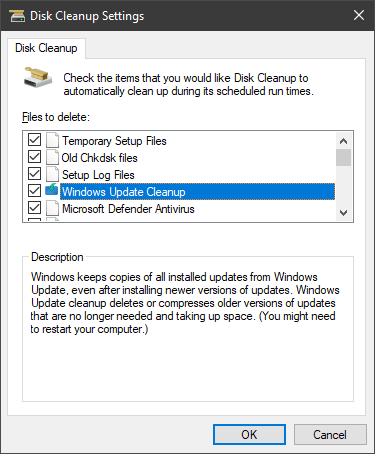 Disk Cleanup Settings
Disk Cleanup
Check the items that you would like Disk Cleanup to
automatically clean up during its scheduled run times.
Files to delete:
Temporary Setup Files
Old Chkdsk files
Setup Log Files
Windows Update Cleanup
Microsoft Defender Antivirus
Description
Windows keeps copies of all installed updates from Windows
Update, even after installing newer versions of updates. Windows
Update cleanup deletes or compresses older versions of updates
that are no longer needed and taking up space. (You might need
to restart your computer.)
OK
Cancel